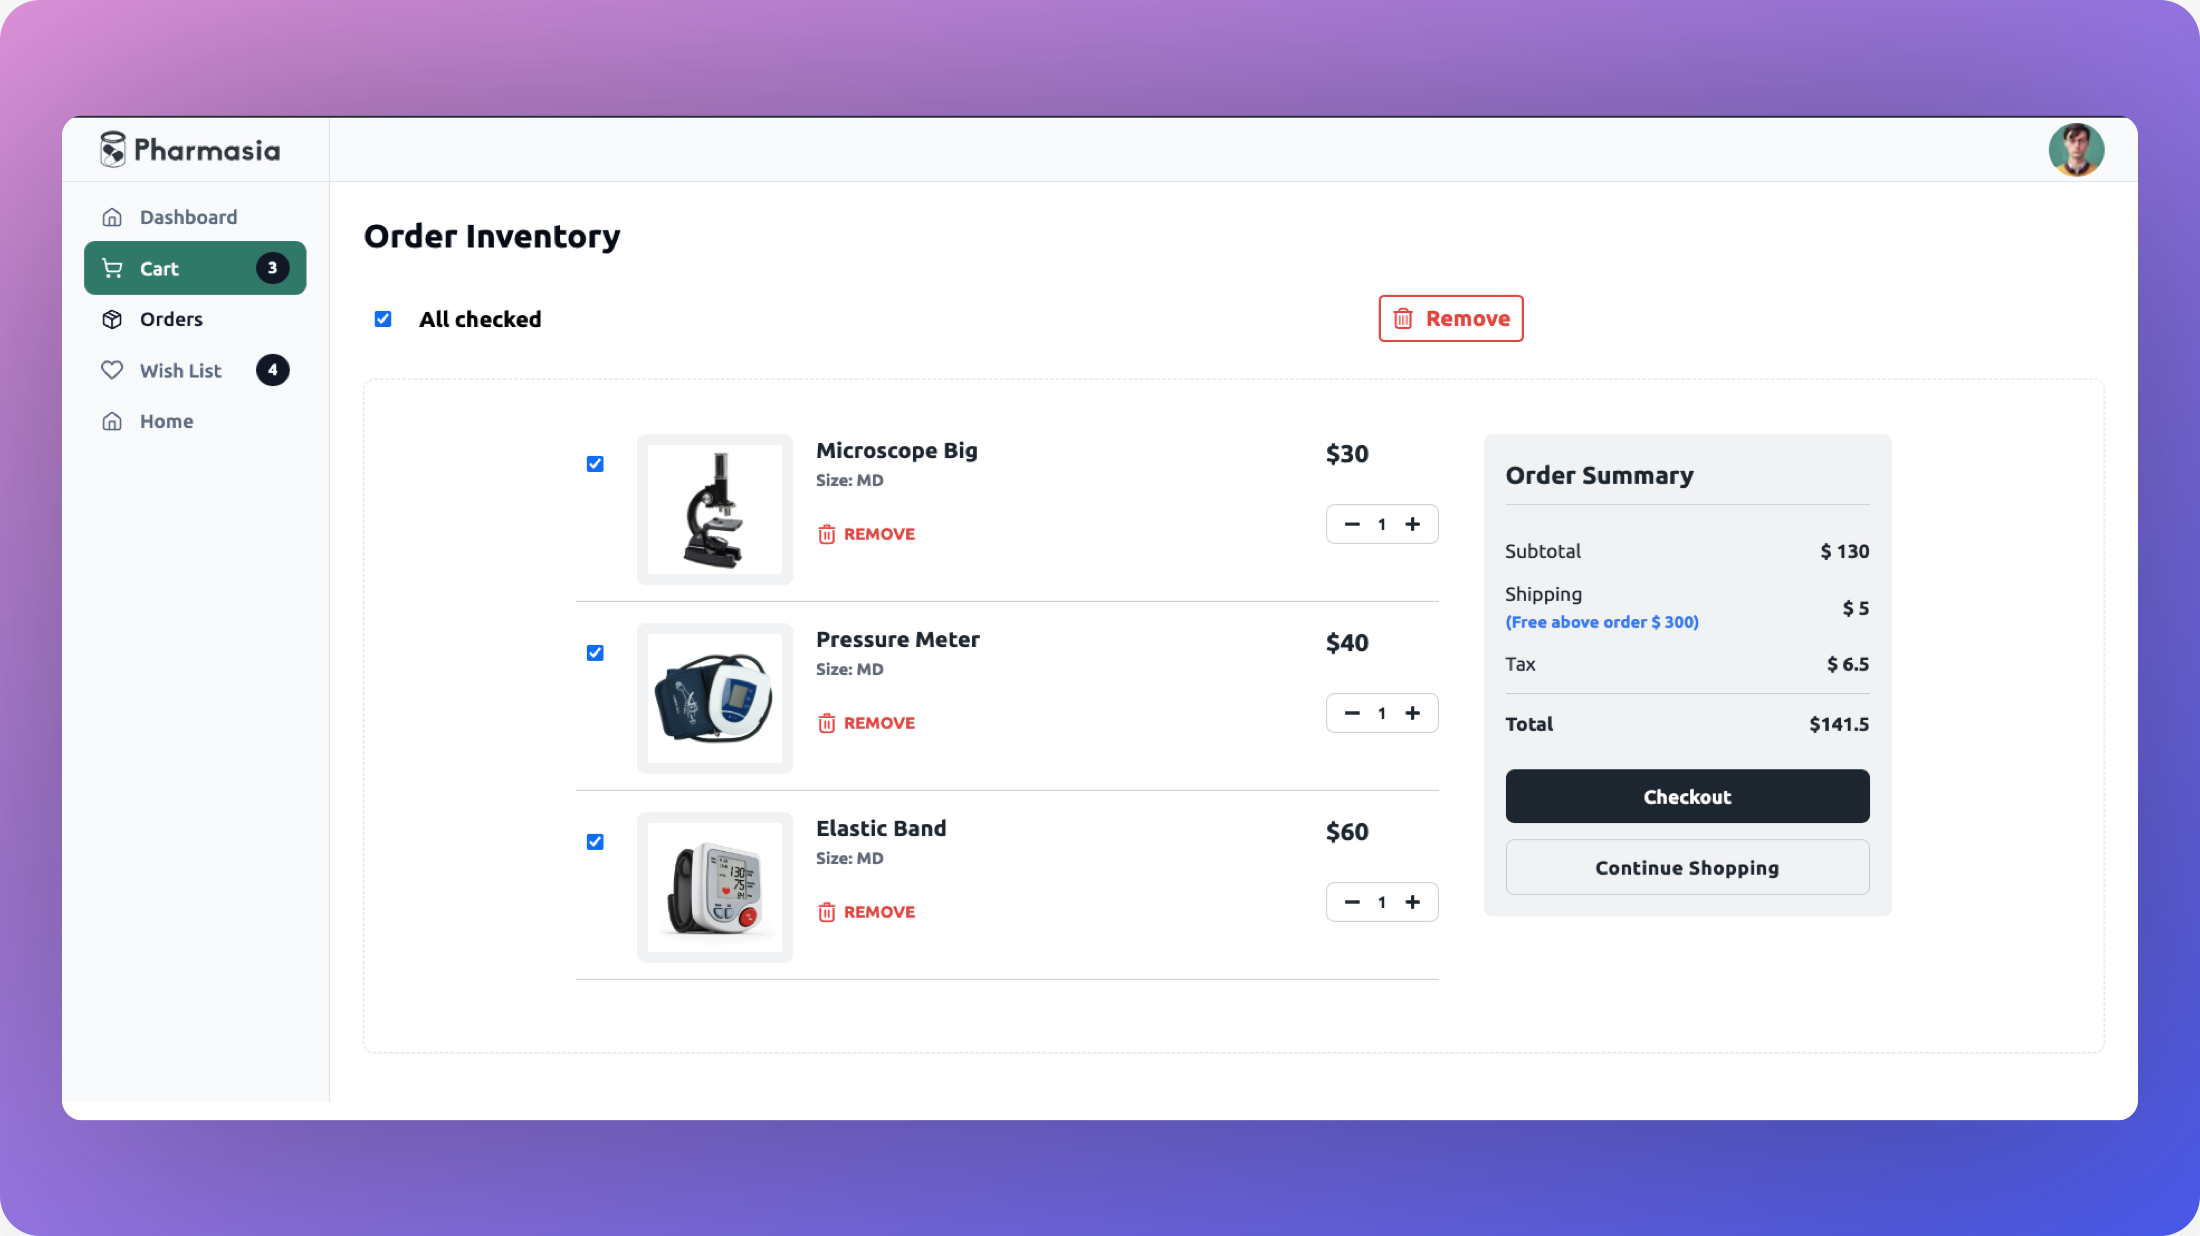 Pharmasia
Dashboard
Cart 3
Orders
Wish List 4
Home
Order Inventory
All checked
Remove
Microscope Big
Size: MD
REMOVE
$30
1
Pressure Meter
Size: MD
REMOVE
$40
1
Elastic Band
Size: MD
REMOVE
$60
1
130
75
Order Summary
Subtotal $ 130
Shipping
(Free above order $ 300)
$ 5
Tax $ 6.5
Total $141.5
Checkout
Continue Shopping